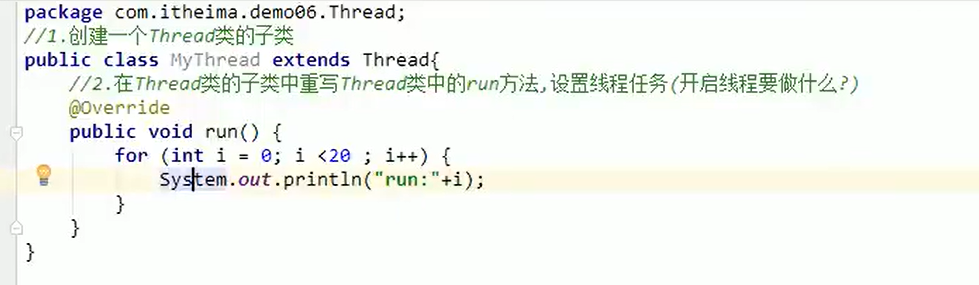 package com.itheima.demo06.Thread;
//1.创建一个Thread类的子类
public class MyThread extends Thread{
//2.在Thread类的子类中重写Thread类中的run方法,设置线程任务(开启线程要做什么?)
@Override
public void run() {
for (int i = 0; i <20 ; i++) {
System.out.println("run:"+i);
}
}
}